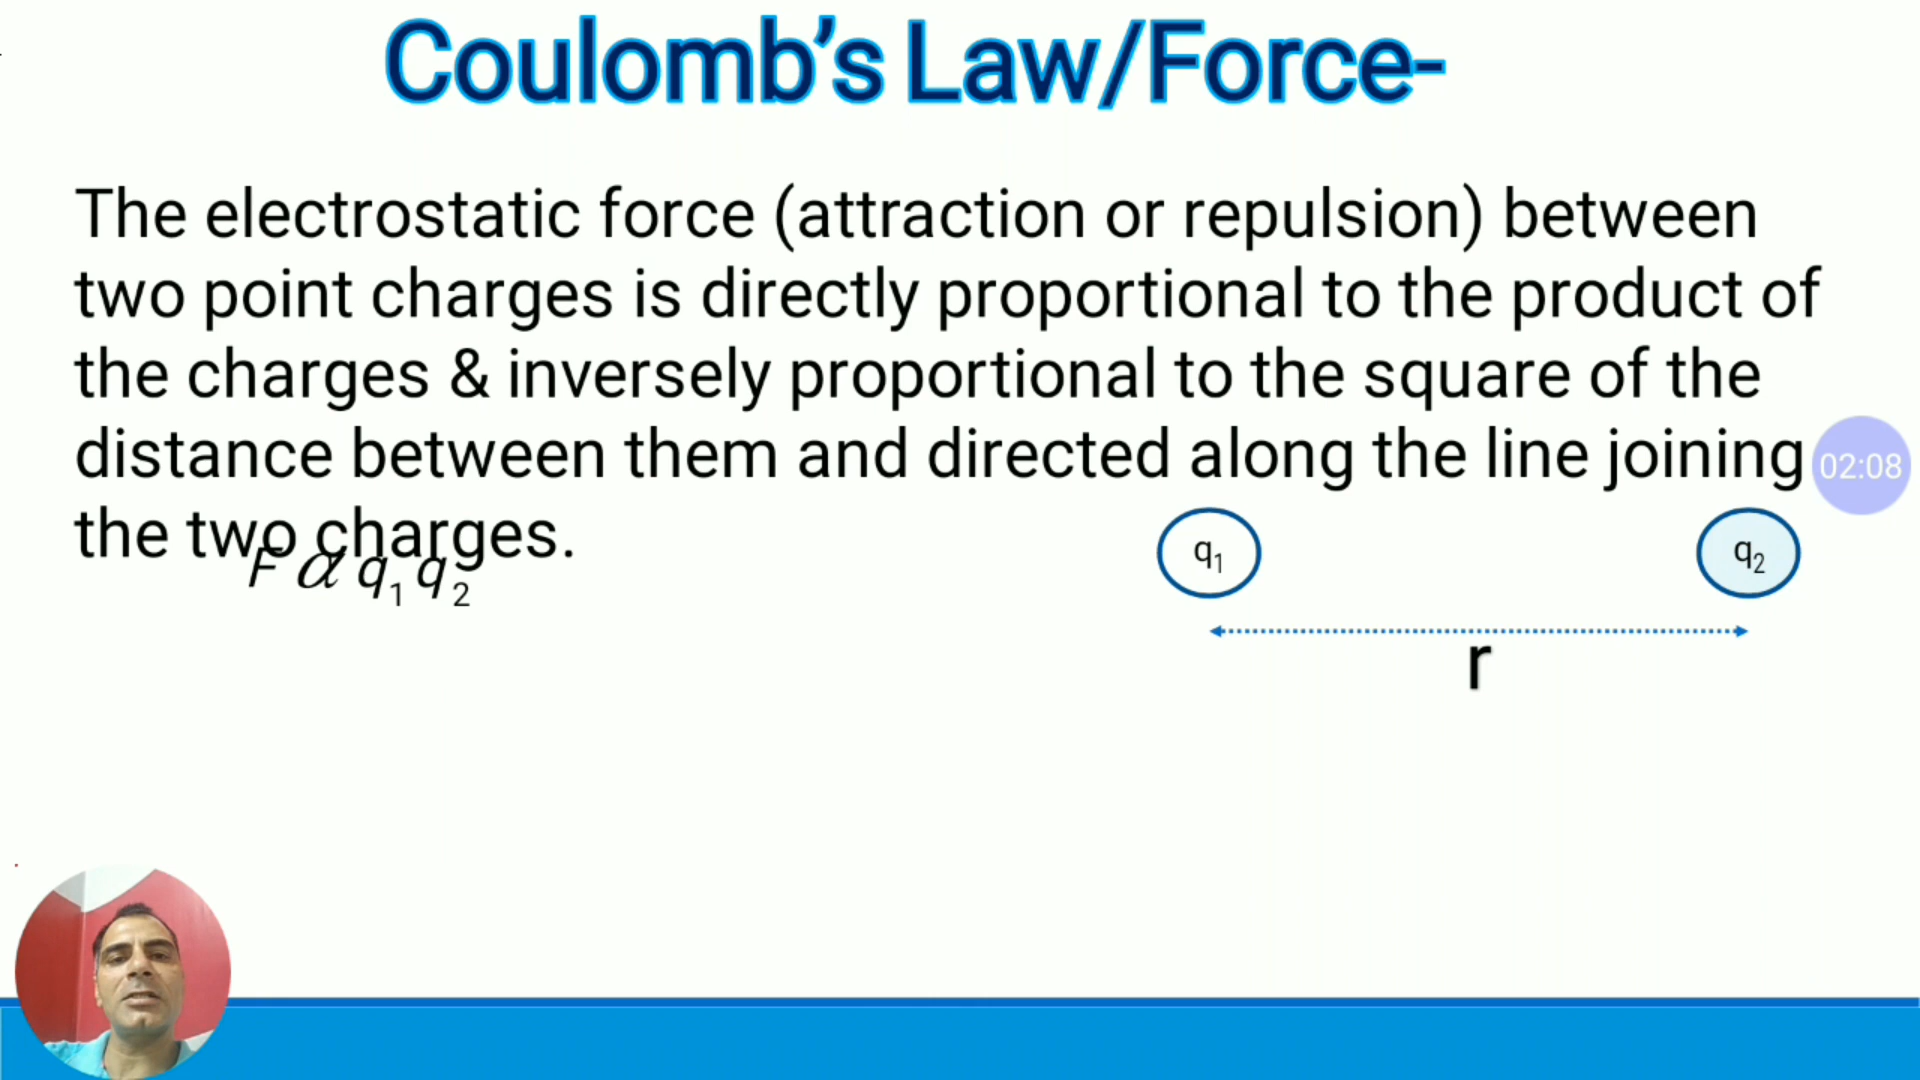 Coulomb’s Law/Force-
The electrostatic force (attraction or repulsion) between
two point charges is directly proportional to the product of
the charges & inversely proportional to the square of the
distance between them and directed along the line joining
02:08
the two charges.
F α q₁ q₂
q₁
q₂
r